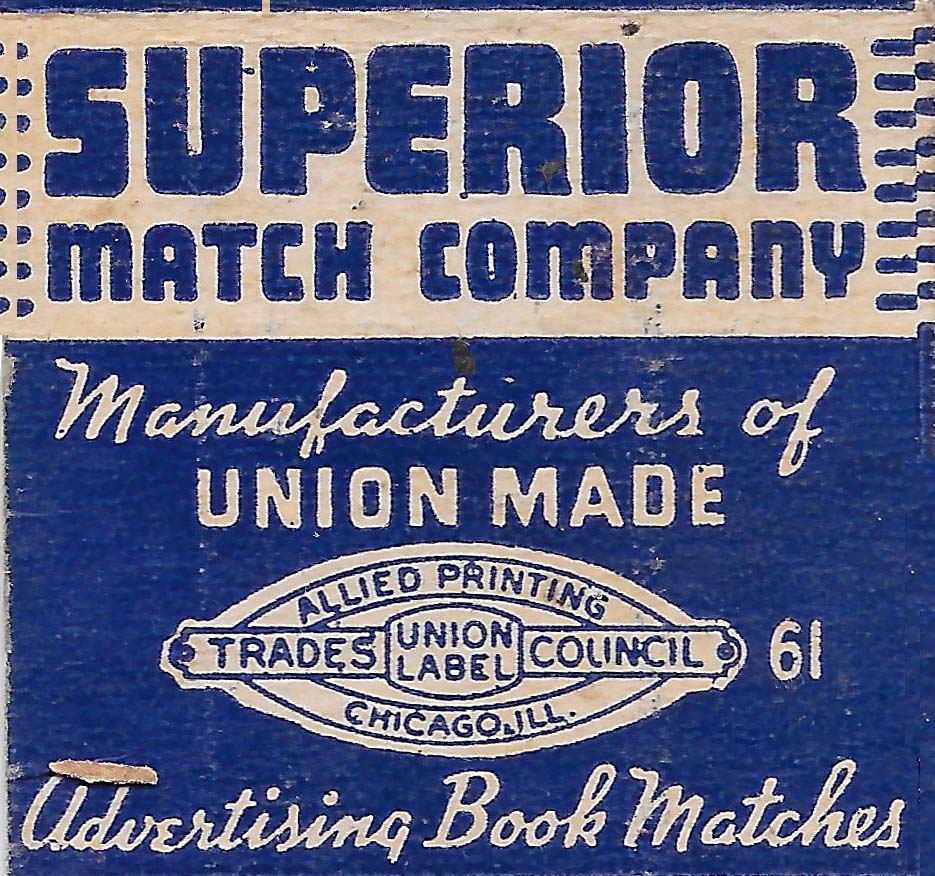 SUPERIOR
MATCH COMPANY
Manufacturers of
UNION MADE
ALLIED PRINTING
TRADES UNION LABEL COUNCIL 61
CHICAGO, ILL.
Advertising Book Matches